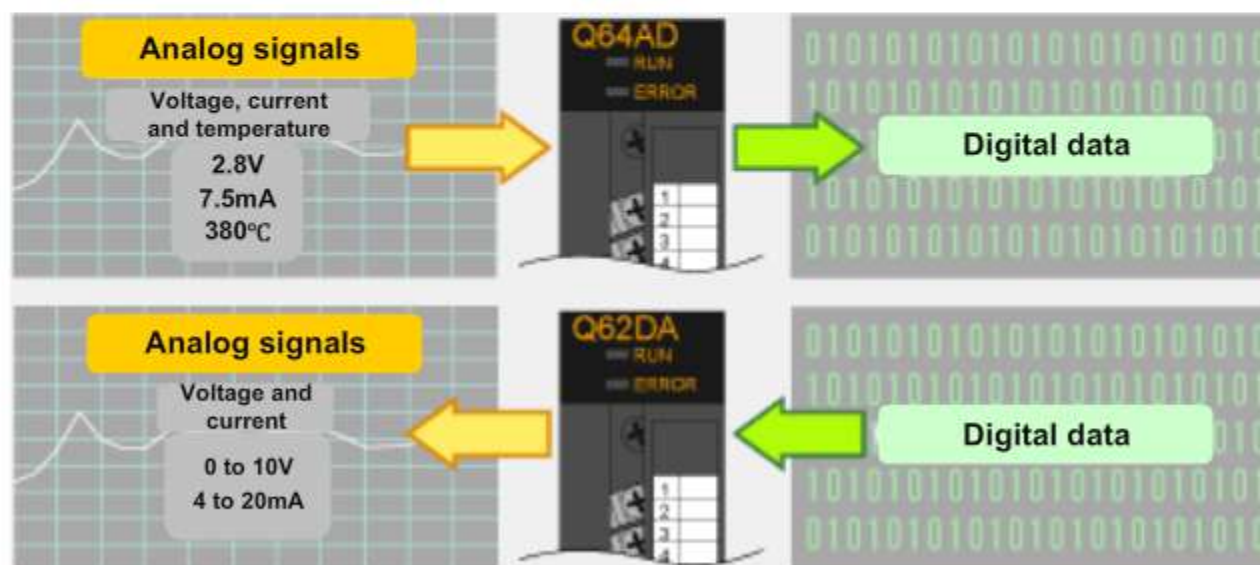 Analog signals
Voltage, current
and temperature
2.8V
7.5mA
380℃
Q64AD
RUN
ERROR
1
2
3
4
Digital data
Analog signals
Voltage and
current
0 to 10V
4 to 20mA
Q62DA
RUN
ERROR
1
2
3
4
Digital data